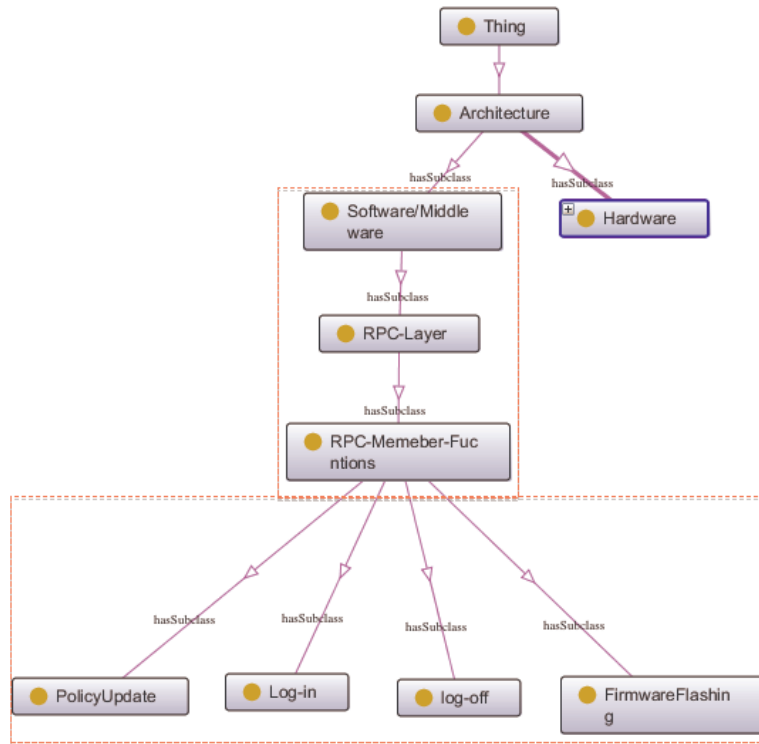 Thing
Architecture
hasSubclass
hasSubclass
Software/Middle
ware
Hardware
hasSubclass
RPC-Layer
hasSubclass
RPC-Memeber-Fuc
ntions
hasSubclass
hasSubclass
hasSubclass
hasSubclass
PolicyUpdate
Log-in
log-off
FirmwareFlashin
g